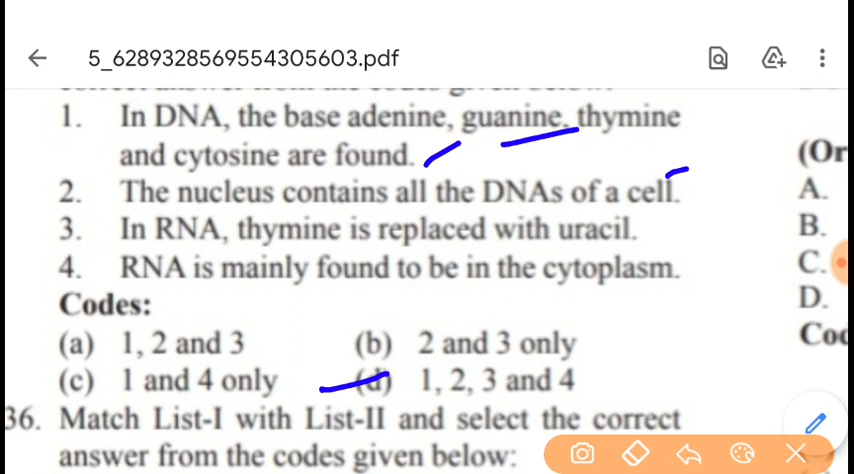 5_6289328569554305603.pdf
1. In DNA, the base adenine, guanine, thymine
and cytosine are found.
2. The nucleus contains all the DNAs of a cell.
3. In RNA, thymine is replaced with uracil.
4. RNA is mainly found to be in the cytoplasm.
Codes:
(a) 1, 2 and 3 (b) 2 and 3 only
(c) 1 and 4 only (d) 1, 2, 3 and 4
36. Match List-I with List-II and select the correct
answer from the codes given below:
(Or
A.
B.
C.
D.
Coc